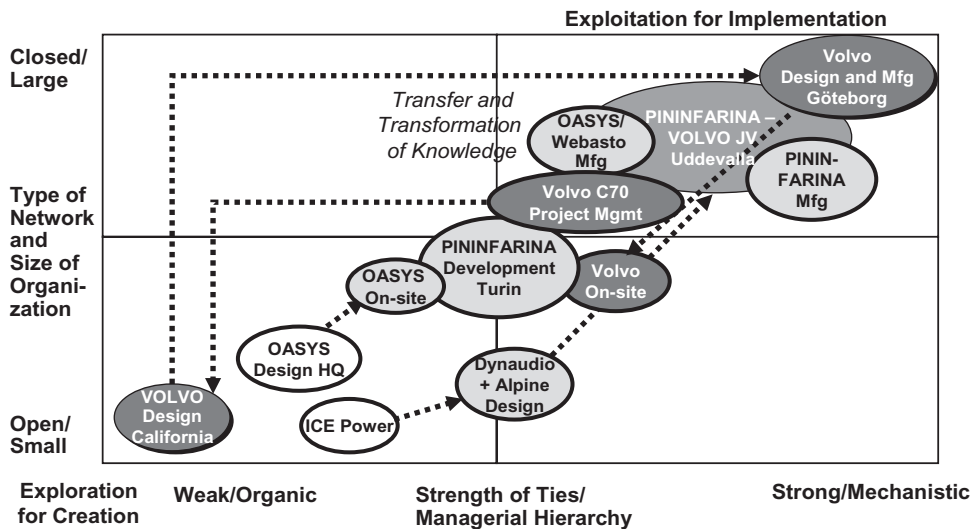 Exploitation for Implementation
Closed/
Large
Volvo
Design and Mfg
Göteborg
Transfer and
Transformation
of Knowledge
OASYS/
Webasto
Mfg
PININFARINA –
VOLVO JV
Uddevalla
PININ-
FARINA
Mfg
Type of
Network
and
Size of
Organi-
zation
Volvo C70
Project Mgmt
PININFARINA
Development
Turin
OASYS
On-site
Volvo
On-site
OASYS
Design HQ
Dynaudio
+ Alpine
Design
VOLVO
Design
California
ICE Power
Open/
Small
Exploration
for Creation
Weak/Organic
Strength of Ties/
Managerial Hierarchy
Strong/Mechanistic